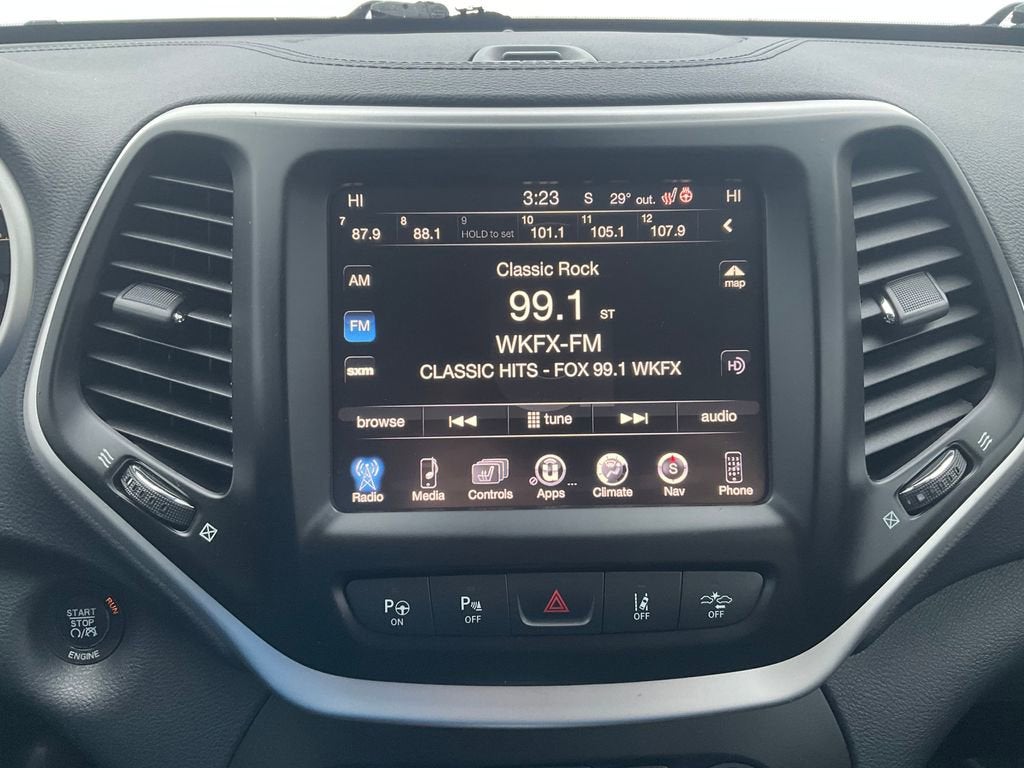 HI 3:23 S 29° out. HI
7 87.9 8 88.1 9 HOLD to set 10 101.1 11 105.1 12 107.9
AM Classic Rock map
FM 99.1 ST
WKFX-FM
sxm CLASSIC HITS - FOX 99.1 WKFX HD
browse tune audio
Radio Media Controls Apps Climate Nav Phone
S
P ON P OFF OFF OFF
START STOP RUN
ENGINE